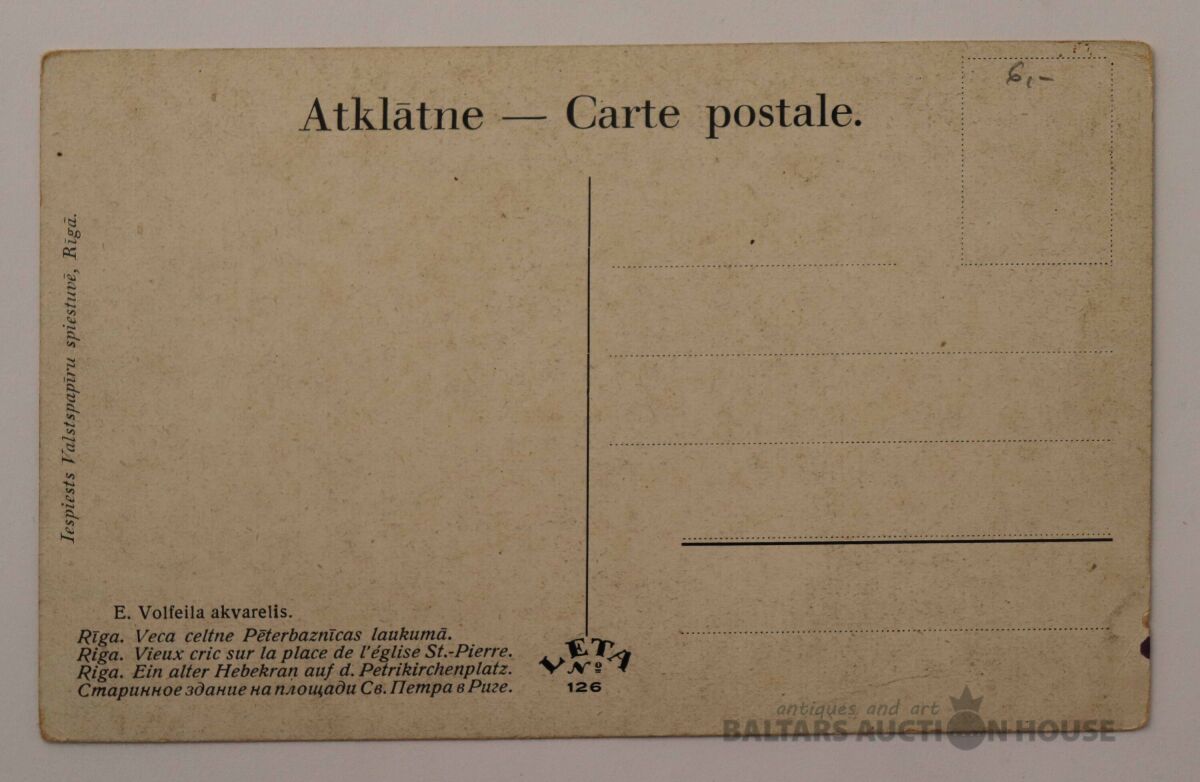 6,-
Atklātne — Carte postale.
Iespiests Valstspapīru spiestuvē, Rīgā.
E. Volfeila akvarelis.
Rīga. Veca celtne Pēterbaznīcas laukumā.
Riga. Vieux cric sur la place de l'église St.-Pierre.
Riga. Ein alter Hebekran auf d. Petrikirchenplatz.
Старинное здание на площади Св. Петра в Риге.
LETA
№
126
antiques and art
BALTARS AUCTION HOUSE